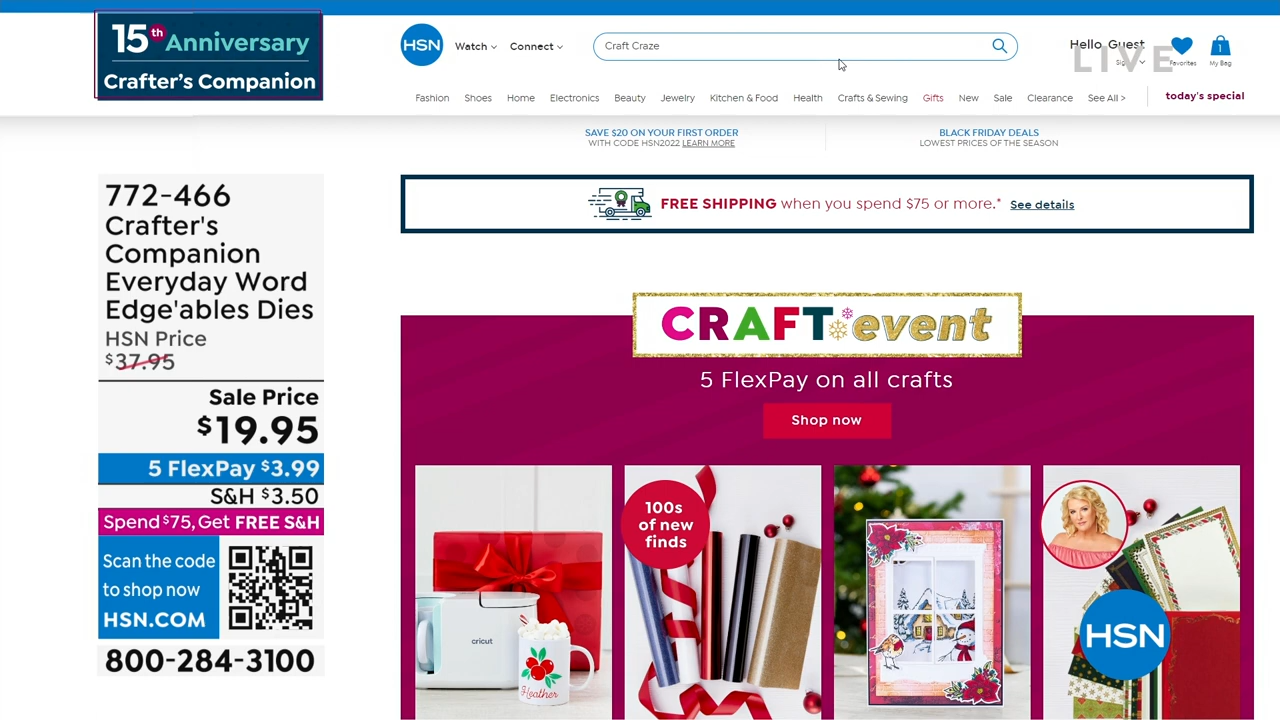 15th Anniversary
Crafter's Companion
772-466
Crafter's
Companion
Everyday Word
Edge'ables Dies
HSN Price
$37.95
Sale Price
$19.95
5 FlexPay $3.99
S&H $3.50
Spend $75, Get FREE S&H
Scan the code
to shop now
HSN.COM
800-284-3100
HSN
Watch
Connect
Craft Craze
Hello, Guest
LIVE
Favorites
1
My Bag
Fashion Shoes Home Electronics Beauty Jewelry Kitchen & Food Health Crafts & Sewing Gifts New Sale Clearance See All >
today's special
SAVE $20 ON YOUR FIRST ORDER
WITH CODE HSN2022 LEARN MORE
BLACK FRIDAY DEALS
LOWEST PRICES OF THE SEASON
FREE SHIPPING when you spend $75 or more.* See details
CRAFT event
5 FlexPay on all crafts
Shop now
cricut
Heather
100s
of new
finds
HSN